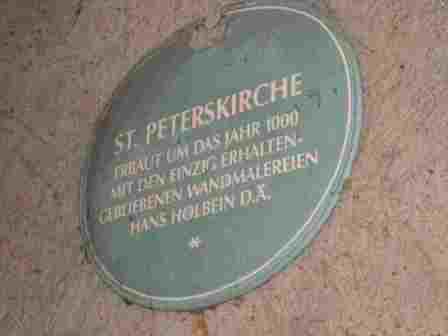 ST. PETERSKIRCHE
ERBAUT UM DAS JAHR 1000
MIT DEN EINZIG ERHALTEN-
GEBLIEBENEN WANDMALEREIEN
HANS HOLBEIN D.Ä.
*